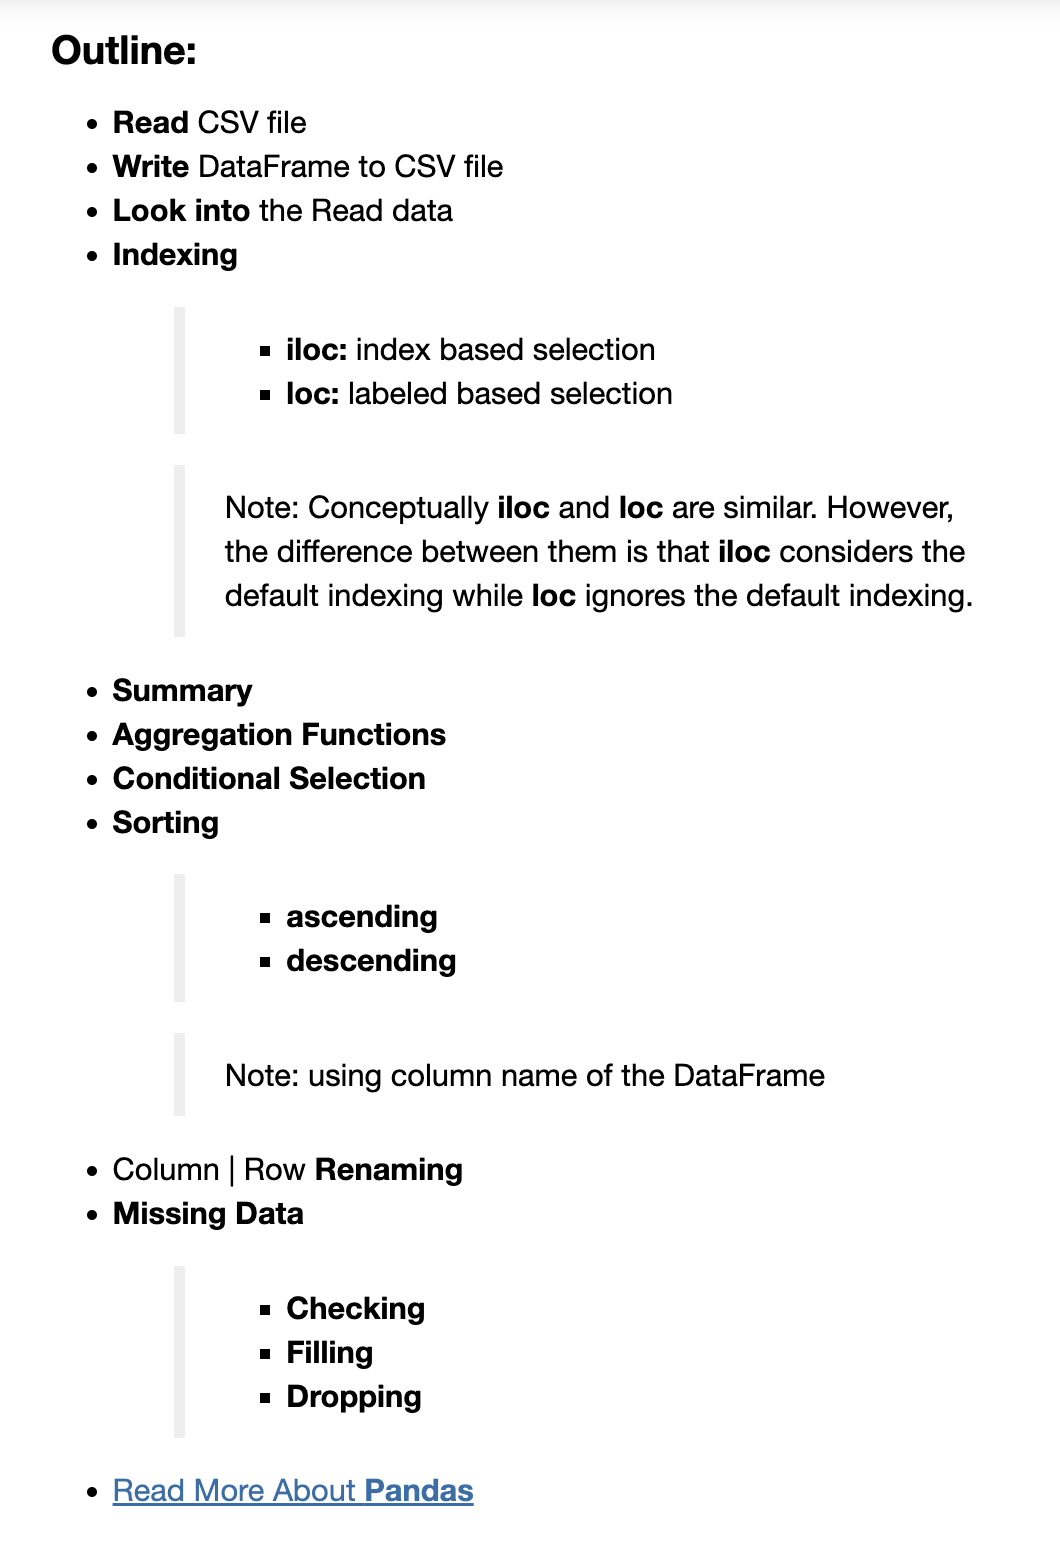 Outline:
Read CSV file
Write DataFrame to CSV file
Look into the Read data
Indexing
iloc: index based selection
loc: labeled based selection
Note: Conceptually iloc and loc are similar. However,
the difference between them is that iloc considers the
default indexing while loc ignores the default indexing.
Summary
Aggregation Functions
Conditional Selection
Sorting
ascending
descending
Note: using column name of the DataFrame
Column | Row Renaming
Missing Data
Checking
Filling
Dropping
Read More About Pandas